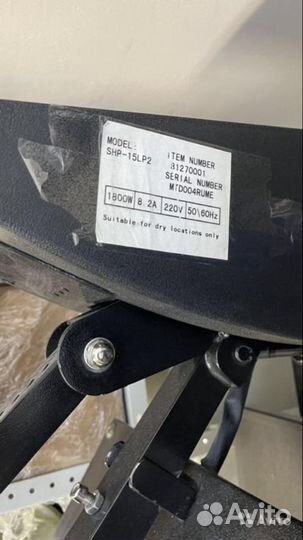 MODEL:
SHP-15LP2
ITEM NUMBER
81270001
SERIAL NUMBER
MTD004RUME
1800W 8.2A 220V 50\60Hz
Suitable for dry locations only
Avito